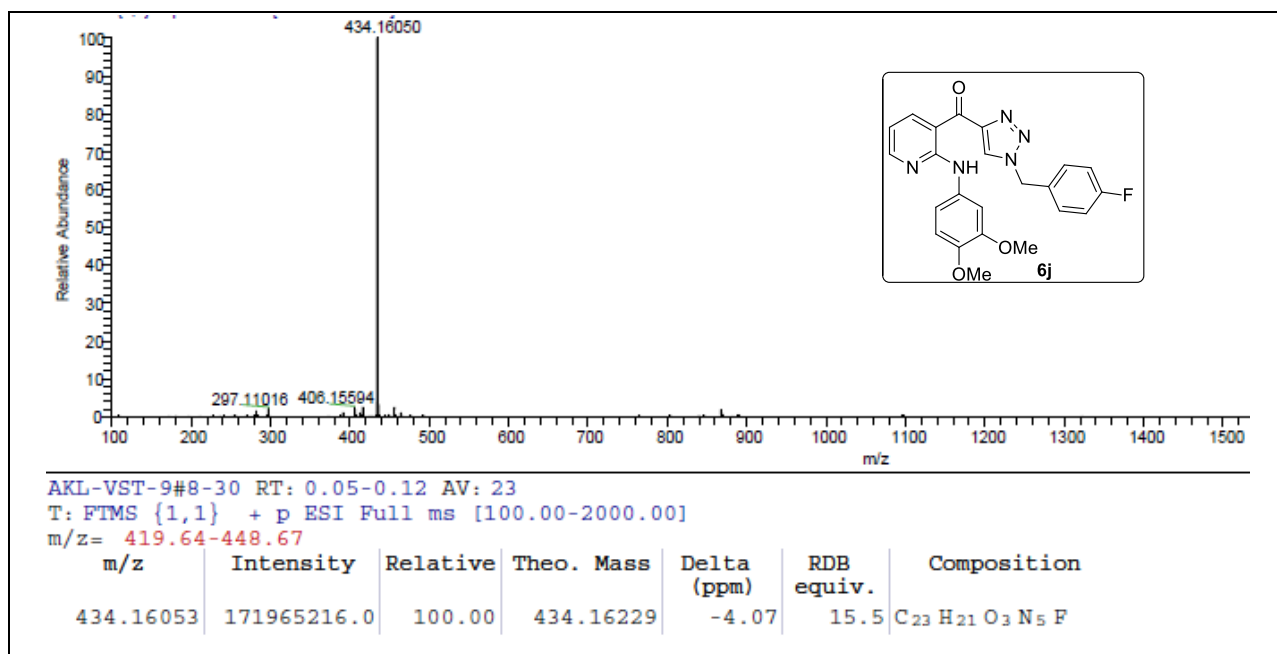 434.16050
100
90
80
70
60
50
40
30
20
10
0
Relative Abundance
297.11016
406.15594
100 200 300 400 500 600 700 800 900 1000 1100 1200 1300 1400 1500
m/z
O
N
N
N
N
NH
F
OMe
OMe
6j
AKL-VST-9#8-30 RT: 0.05-0.12 AV: 23
T: FTMS {1,1} + p ESI Full ms [100.00-2000.00]
m/z= 419.64-448.67
m/z Intensity Relative Theo. Mass Delta (ppm) RDB equiv. Composition
434.16053 171965216.0 100.00 434.16229 -4.07 15.5 C23 H21 O3 N5 F